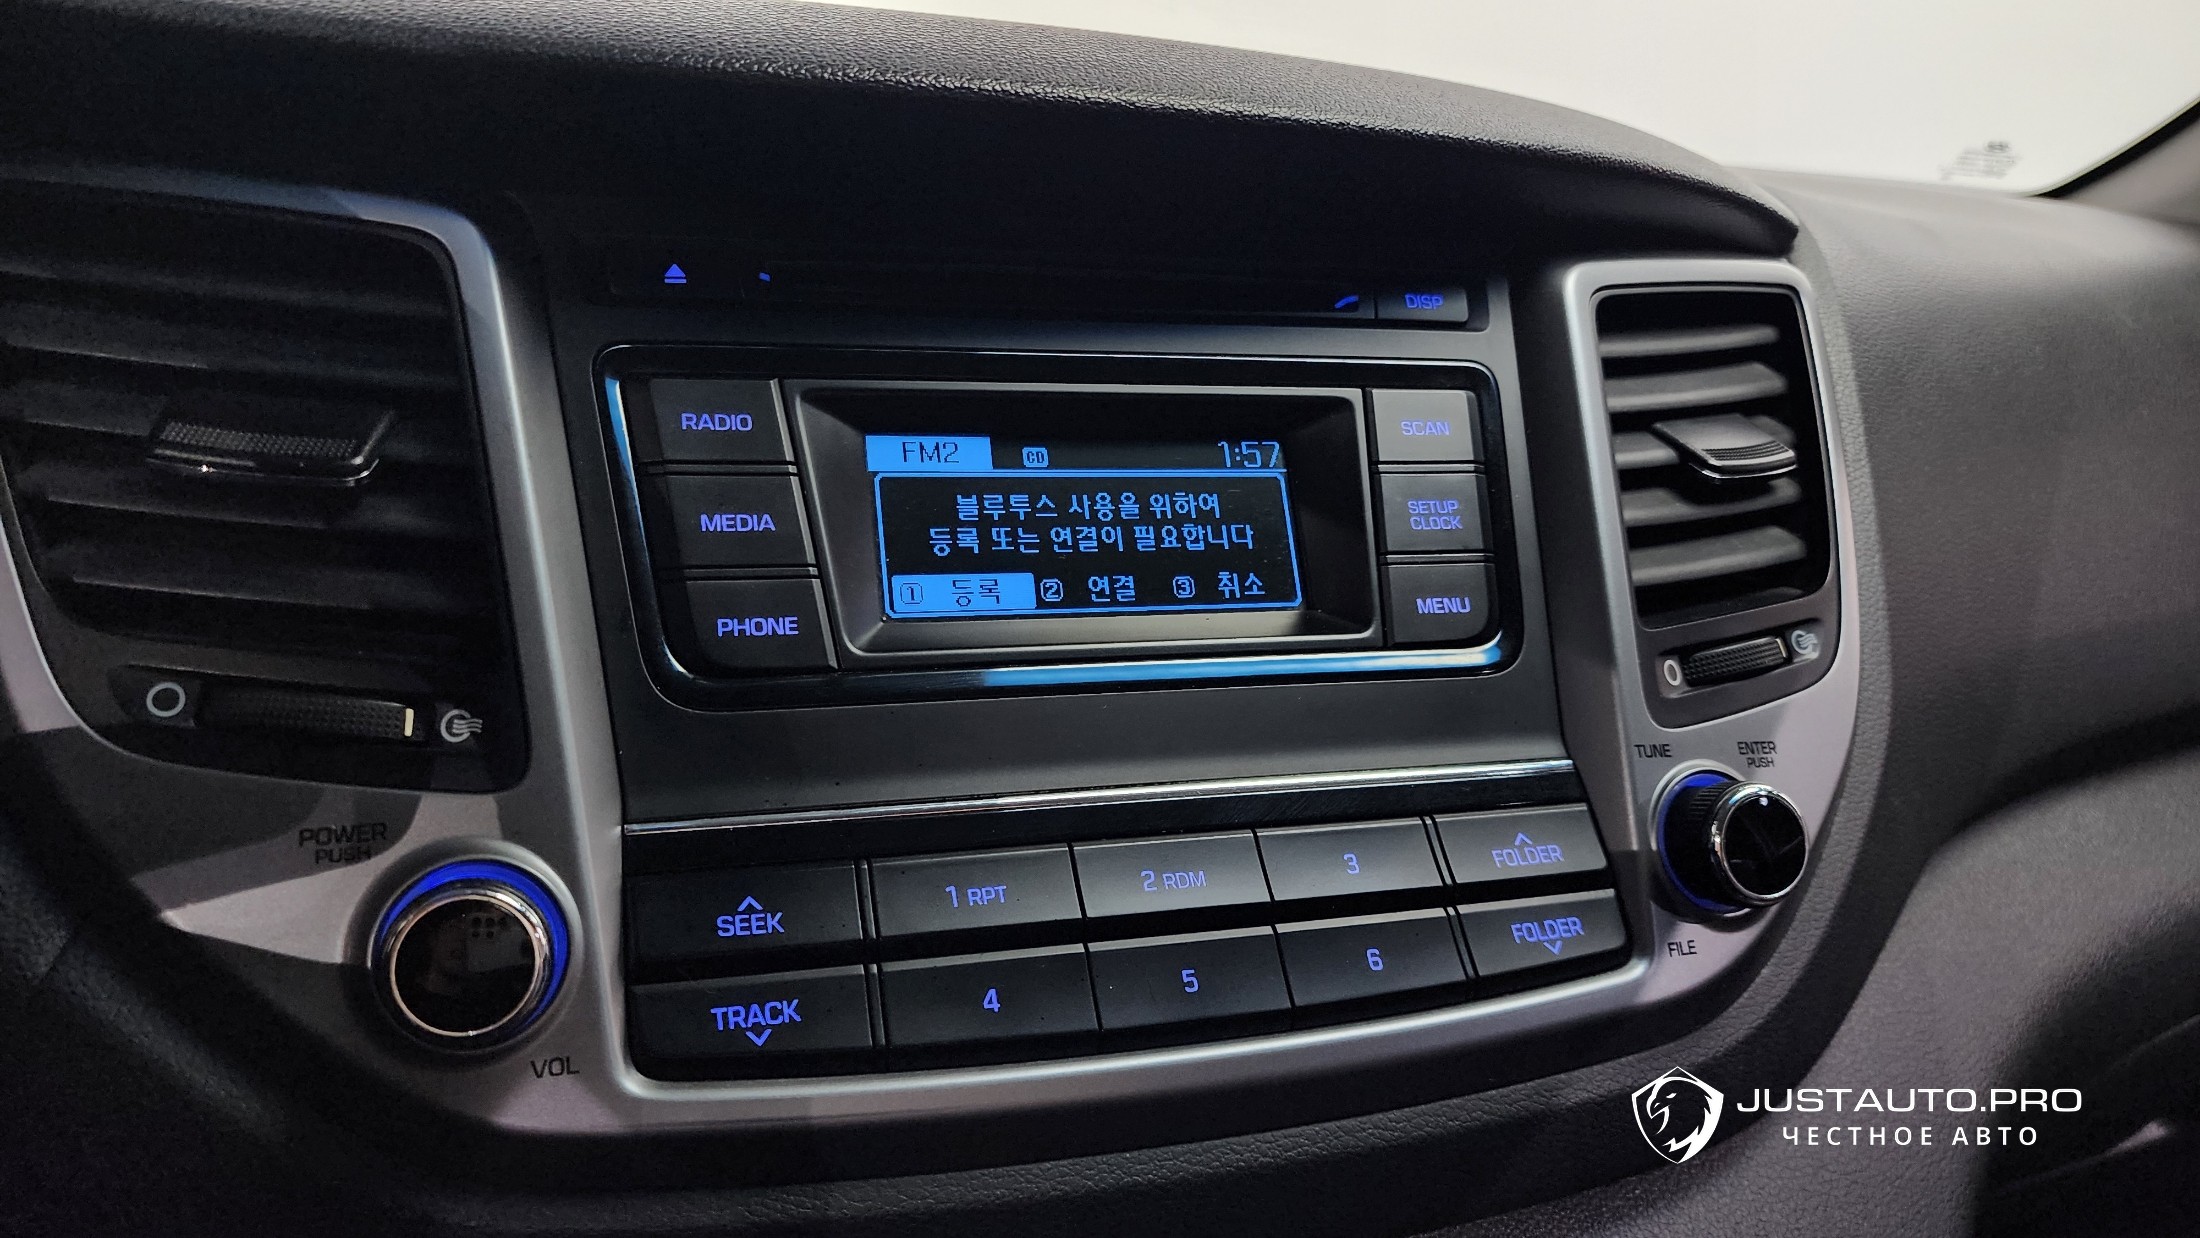 DISP
RADIO
MEDIA
PHONE
FM2 CD 1:57
블루투스 사용을 위하여
등록 또는 연결이 필요합니다
1 등록 2 연결 3 취소
SCAN
SETUP
CLOCK
MENU
TUNE
ENTER
PUSH
FILE
POWER
PUSH
VOL
SEEK
1 RPT
2 RDM
3
FOLDER
TRACK
4
5
6
FOLDER
JUSTAUTO.PRO
ЧЕСТНОЕ АВТО